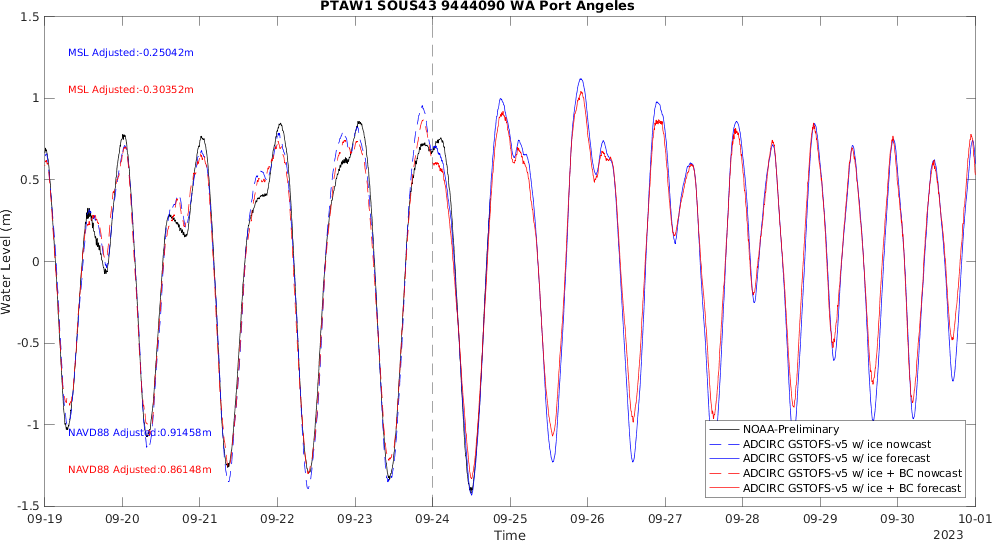 PTAW1 SOUS43 9444090 WA Port Angeles
1.5
1
0.5
0
-0.5
-1
-1.5
Water Level (m)
MSL Adjusted:-0.25042m
MSL Adjusted:-0.30352m
NAVD88 Adjusted:0.91458m
NAVD88 Adjusted:0.86148m
NOAA-Preliminary
ADCIRC GSTOFS-v5 w/ ice nowcast
ADCIRC GSTOFS-v5 w/ ice forecast
ADCIRC GSTOFS-v5 w/ ice + BC nowcast
ADCIRC GSTOFS-v5 w/ ice + BC forecast
09-19 09-20 09-21 09-22 09-23 09-24 09-25 09-26 09-27 09-28 09-29 09-30 10-01
Time
2023